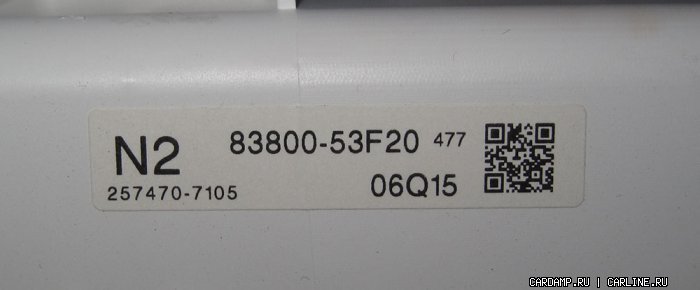 N2 83800-53F20 477
257470-7105 06Q15
CARDAMP.RU | CARLINE.RU